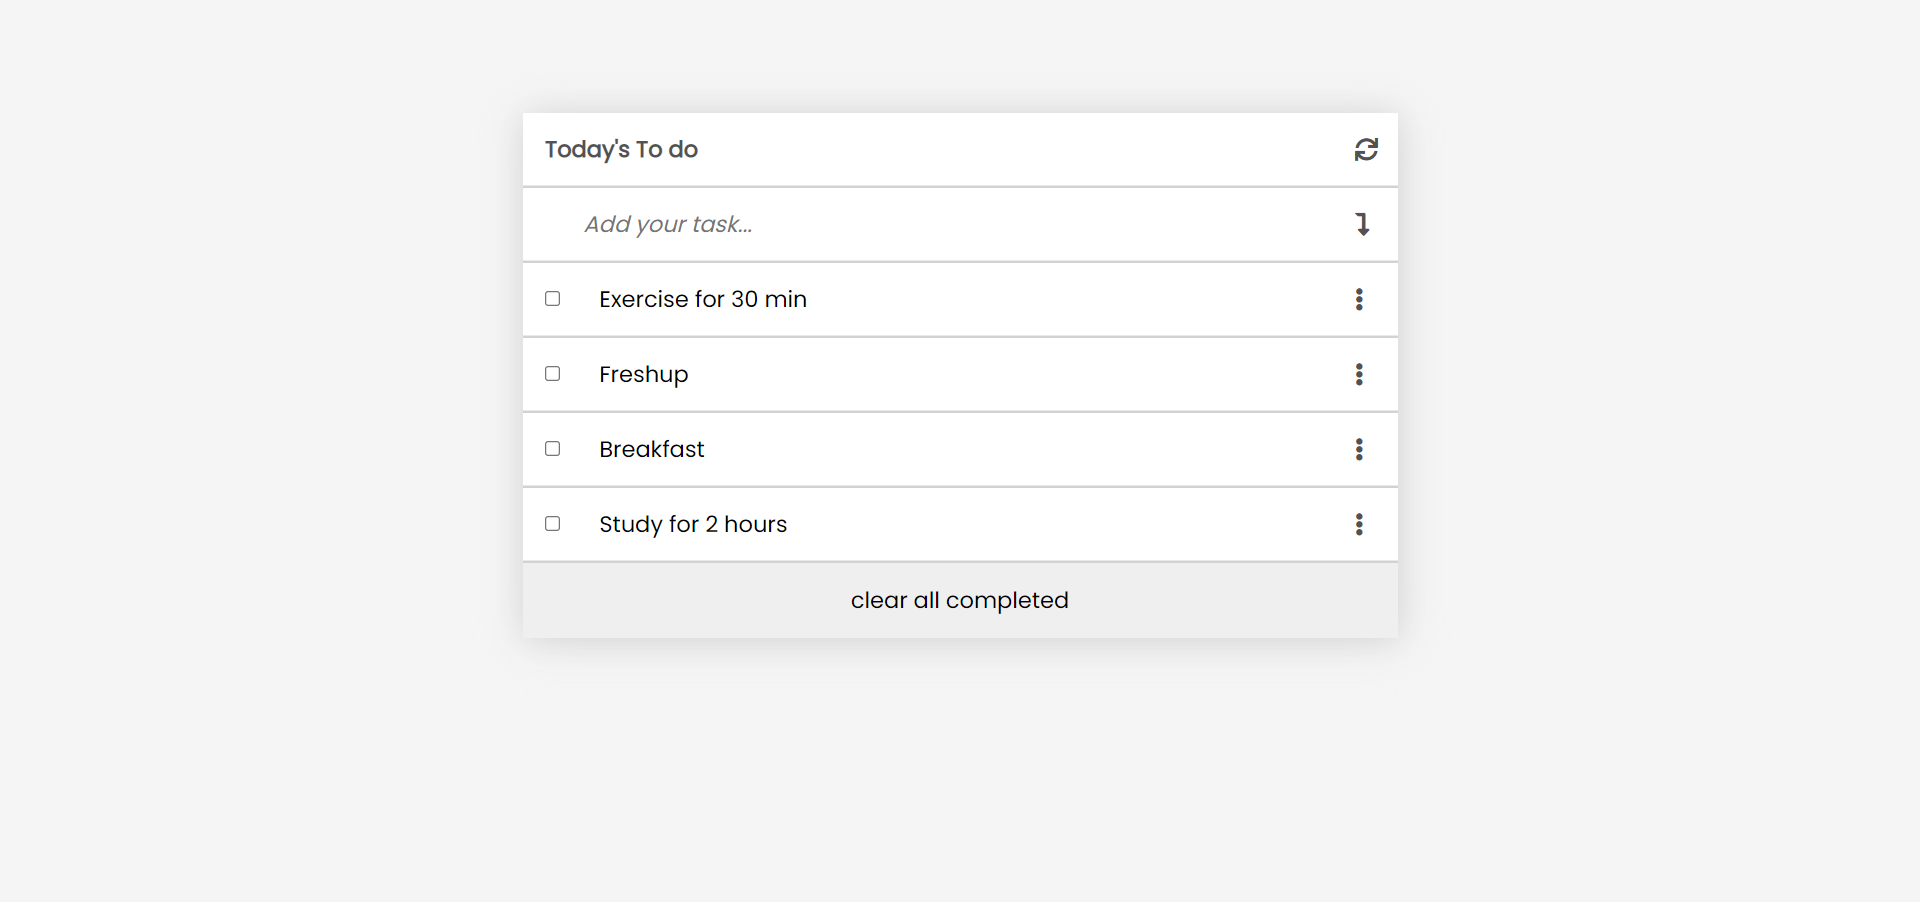 Today's To do
Add your task...
Exercise for 30 min
Freshup
Breakfast
Study for 2 hours
clear all completed